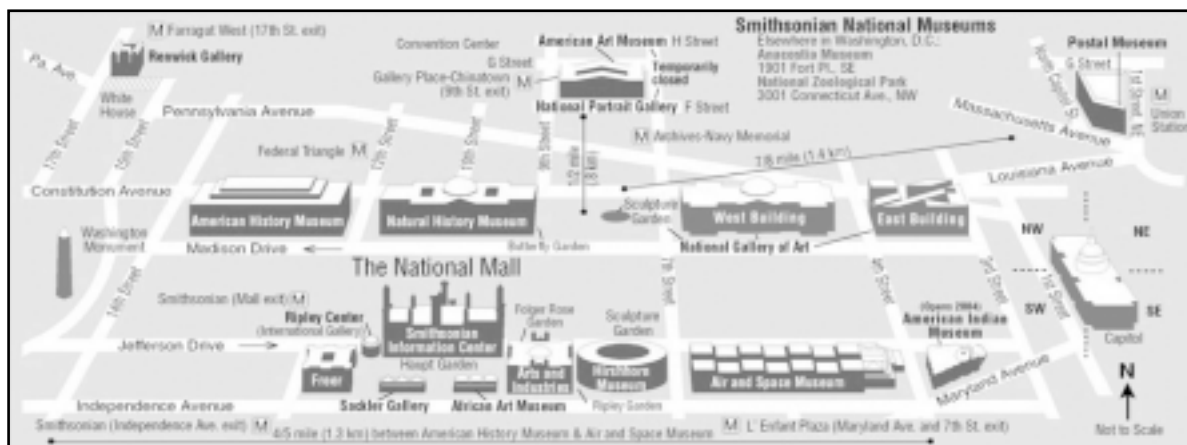 Smithsonian National Museums
Elsewhere in Washington, D.C.:
Anacostia Museum
1901 Fort Pl., SE
National Zoological Park
3001 Connecticut Ave., NW
M Farragut West (17th St. exit)
Renwick Gallery
Pa. Ave.
White
House
17th Street
15th Street
Pennsylvania Avenue
Convention Center
G Street
Gallery Place-Chinatown M
(9th St. exit)
American Art Museum H Street
Temporarily
closed
National Portrait Gallery F Street
Postal Museum
G Street
North Capitol St.
1st Street, NE
M
Union
Station
Massachusetts Avenue
M Archives-Navy Memorial
Federal Triangle M
12th Street
10th Street
9th Street
1/2 mile
7/8 mile (1.4 km)
Louisiana Avenue
Constitution Avenue
American History Museum
Natural History Museum
Sculpture
Garden
West Building
East Building
National Gallery of Art
Butterfly Garden
Madison Drive
Washington
Monument
14th Street
The National Mall
7th Street
4th Street
3rd Street
1st Street
NW
NE
SW
SE
Capitol
Smithsonian (Mall exit) M
Ripley Center
(International Gallery)
Smithsonian
Information Center
Folger Rose
Garden
Sculpture
Garden
(Opens 2004)
American Indian
Museum
Jefferson Drive
Freer
Haupt Garden
Arts and
Industries
Hirshhorn
Museum
Air and Space Museum
Maryland Avenue
Independence Avenue
Sackler Gallery
African Art Museum
Ripley Garden
N
Not to Scale
Smithsonian (Independence Ave. exit) M
4/5 mile (1.3 km) between American History Museum & Air and Space Museum
M L' Enfant Plaza (Maryland Ave. and 7th St. exit)